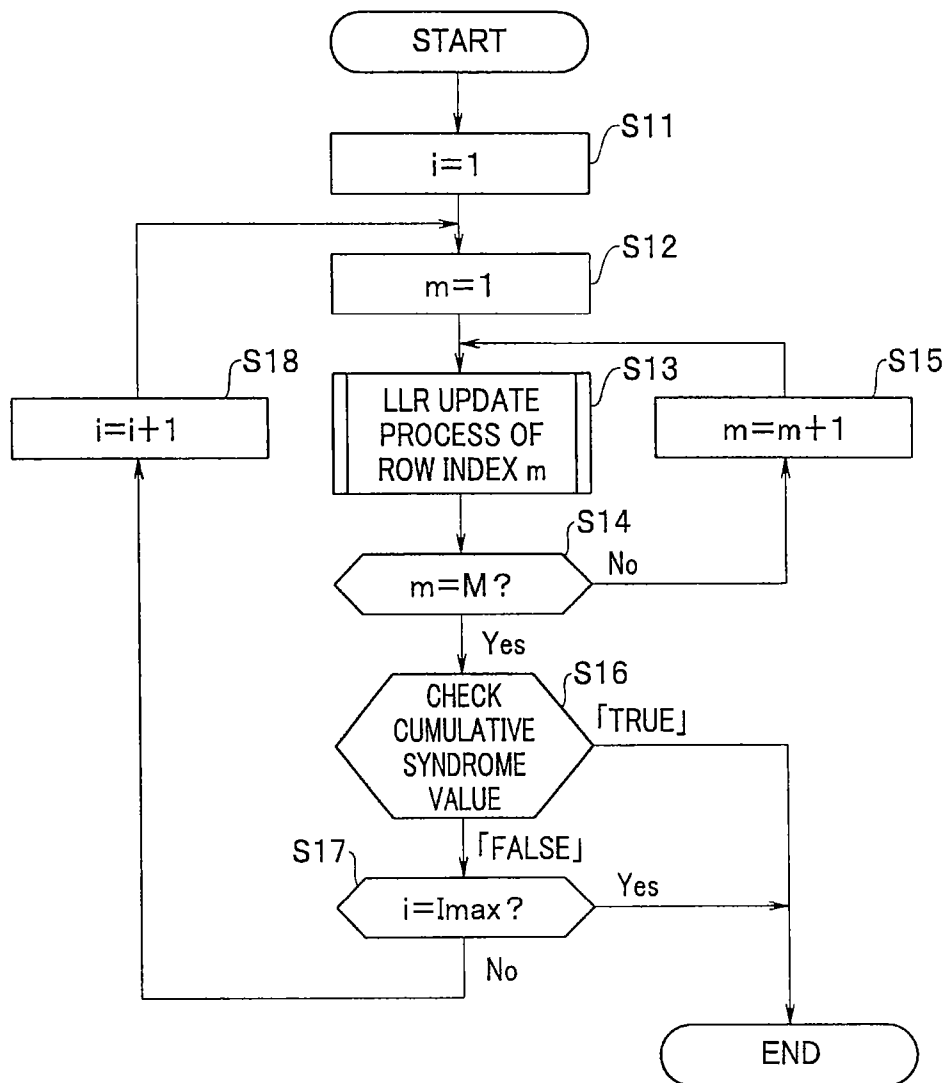 START
S11
i=1
S12
m=1
S18
i=i+1
S13
LLR UPDATE
PROCESS OF
ROW INDEX m
S15
m=m+1
S14
m=M?
No
Yes
S16
CHECK
CUMULATIVE
SYNDROME
VALUE
「TRUE」
「FALSE」
S17
i=Imax?
Yes
No
END